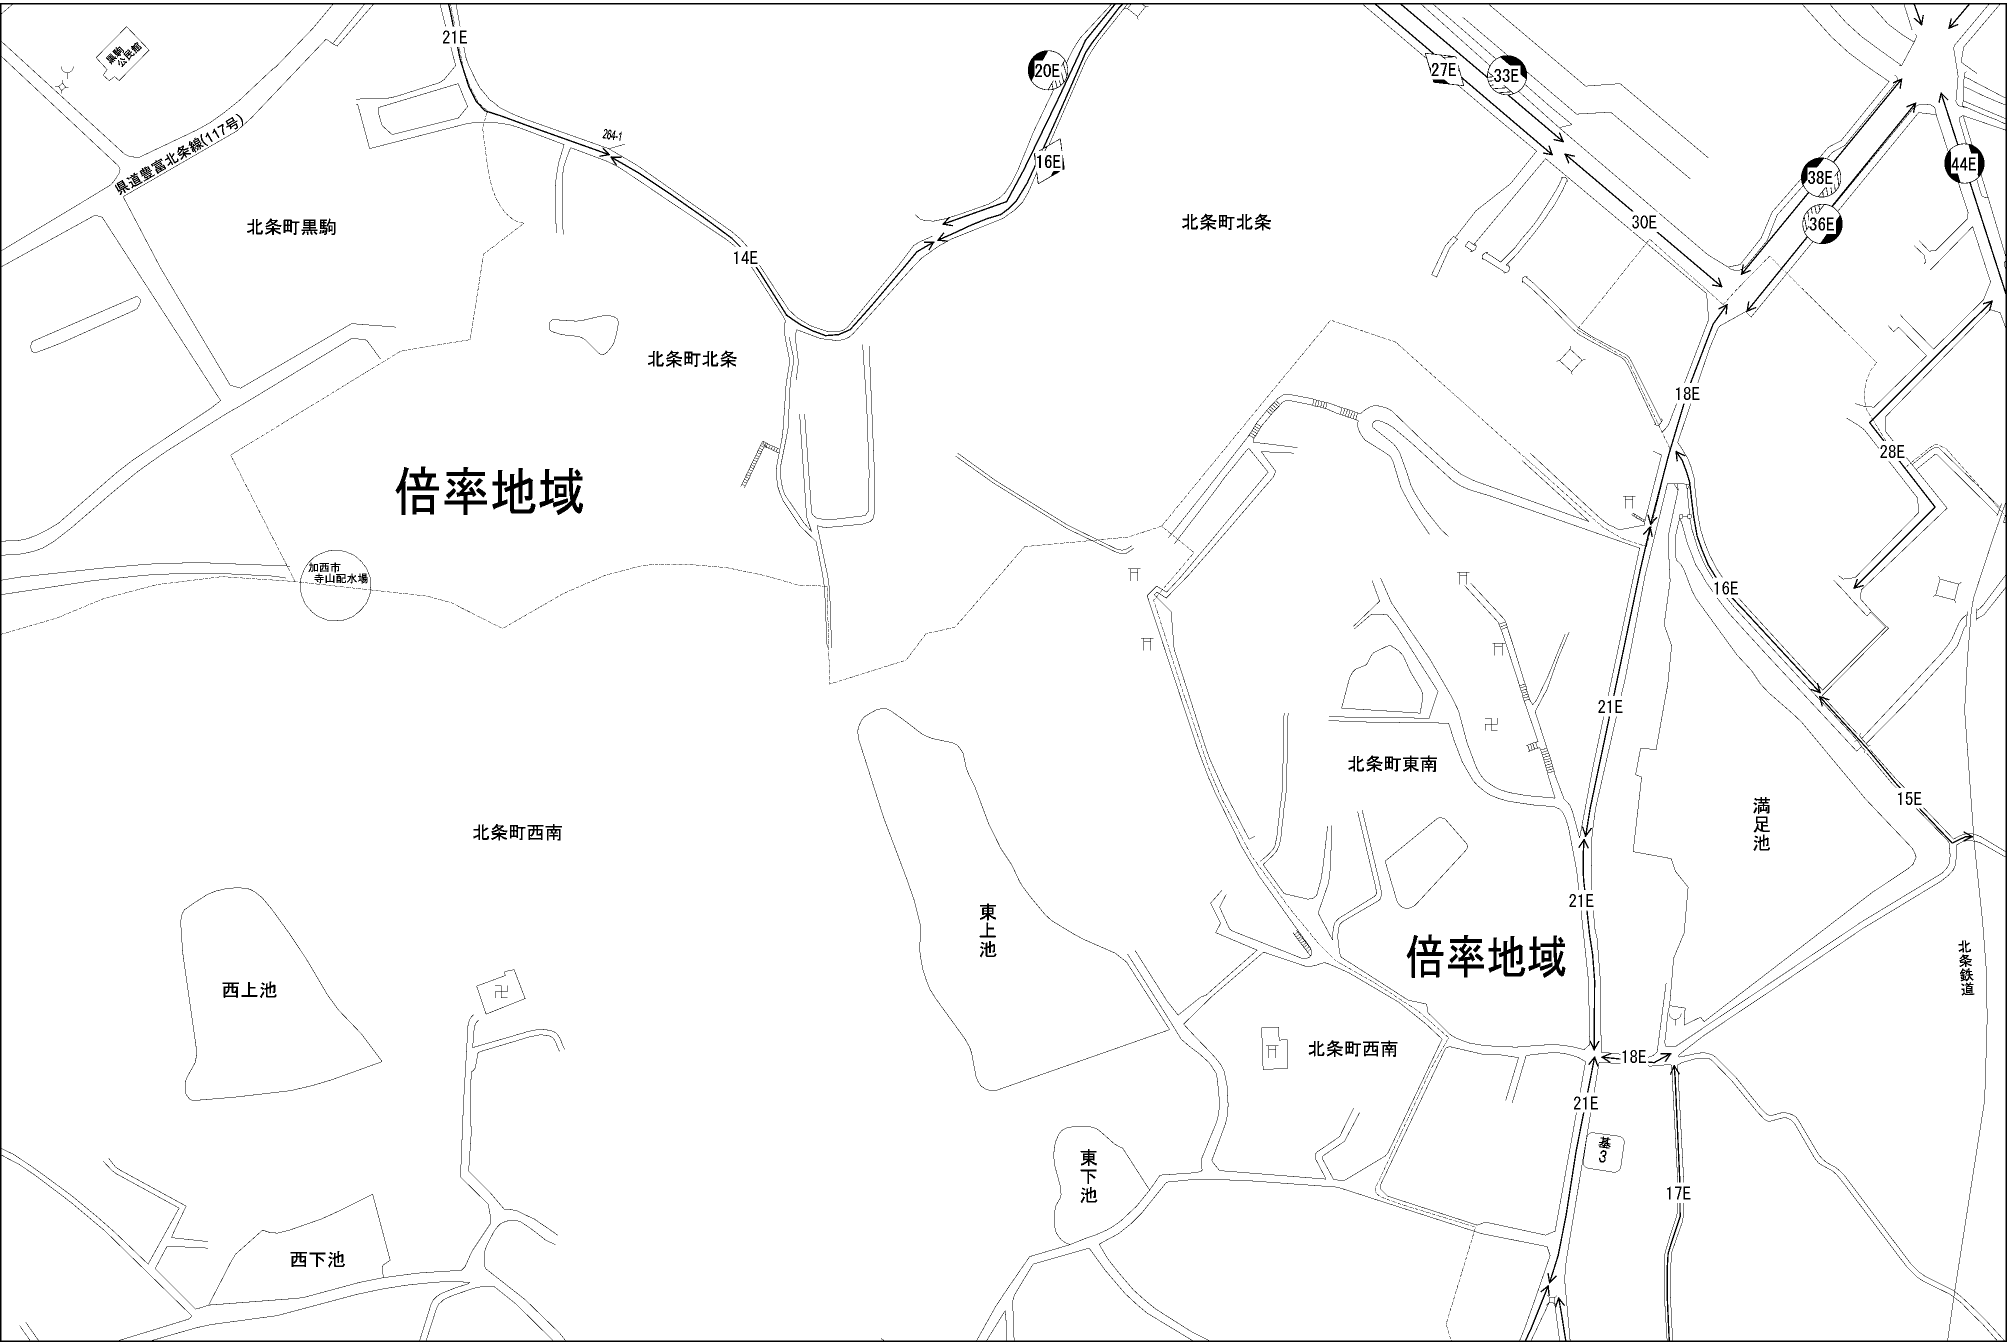 21E
黒駒
公民館
20E
27E
33E
264-1
県道豊富北条線(117号)
16E
44E
38E
36E
北条町黒駒
北条町北条
30E
14E
北条町北条
18E
28E
倍率地域
加西市
寺山配水場
16E
21E
北条町東南
15E
満足池
北条町西南
21E
東上池
倍率地域
北条鉄道
西上池
北条町西南
18E
21E
基
3
東下池
17E
西下池